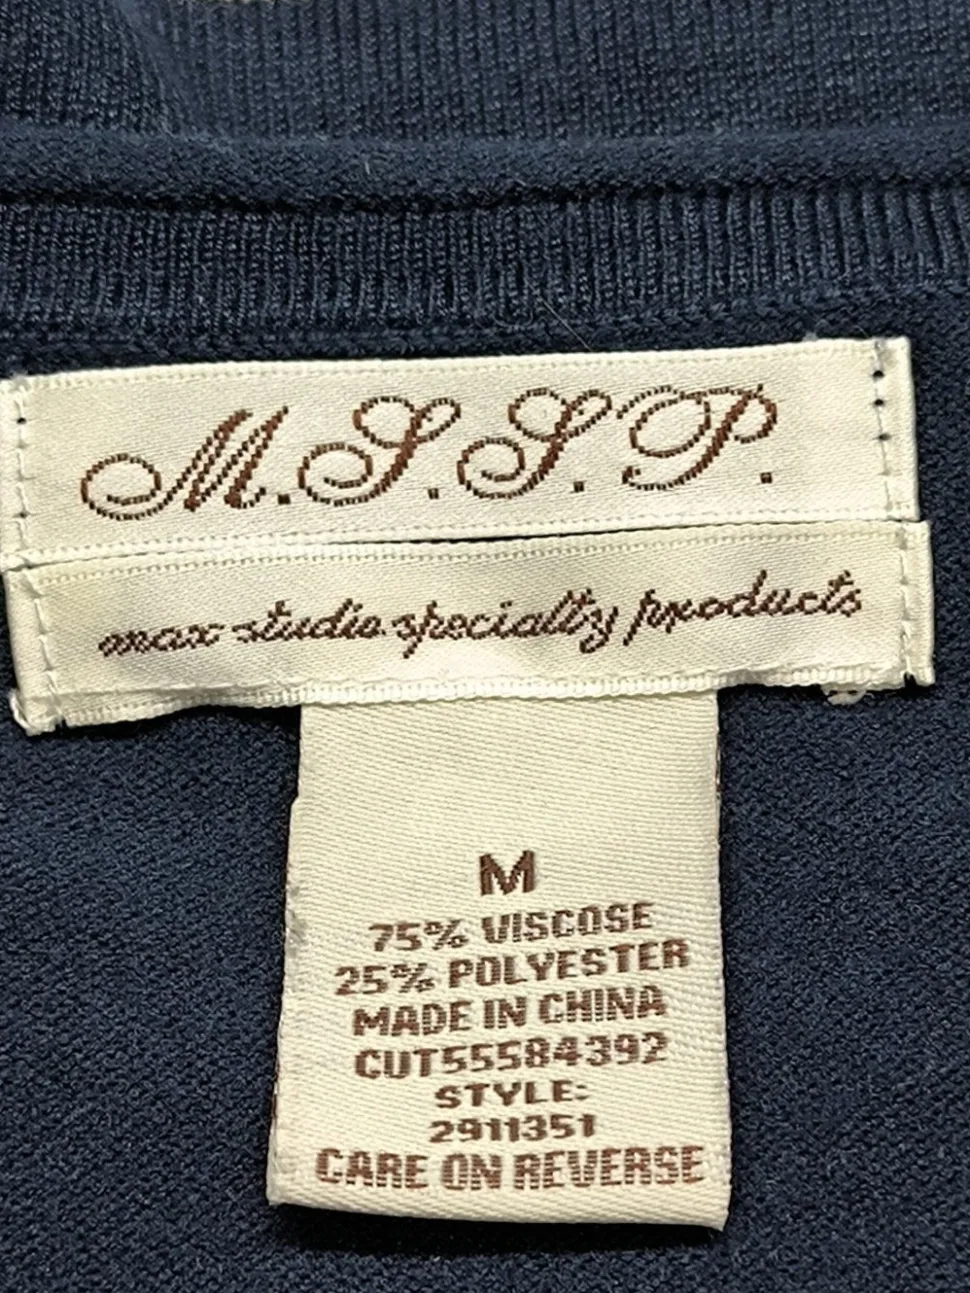 M.S.S.P.
max studio specialty products
M
75% VISCOSE
25% POLYESTER
MADE IN CHINA
CUT55584392
STYLE:
2911351
CARE ON REVERSE